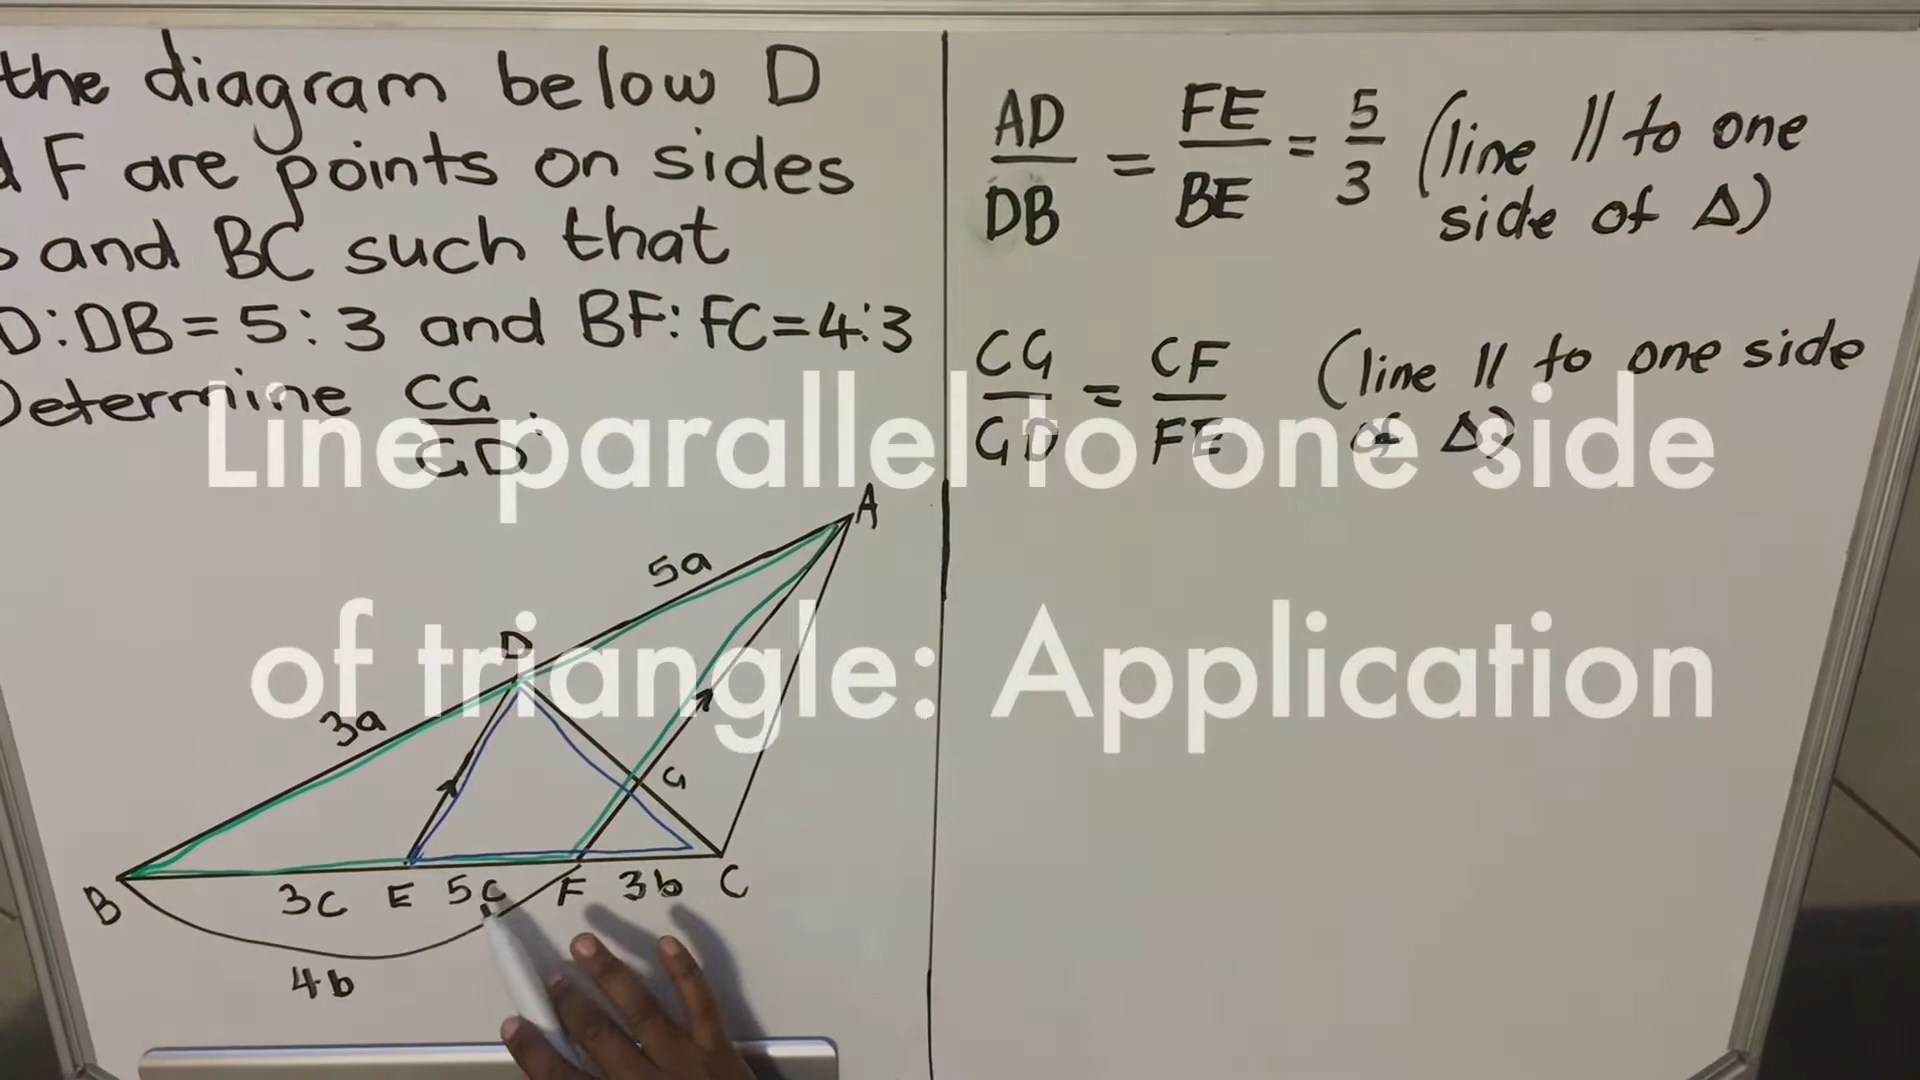 the diagram below D
F are points on sides
and BC such that
D:DB = 5:3 and BF:FC = 4:3
Determine CG/GD.
AD/DB = FE/BE = 5/3 (line // to one
side of Δ)
CG/GD = CF/FE (line // to one side
of Δ)
Line parallel to one side
of triangle: Application
A
5a
D
3a
G
B
3c E 5c F 3b C
4b